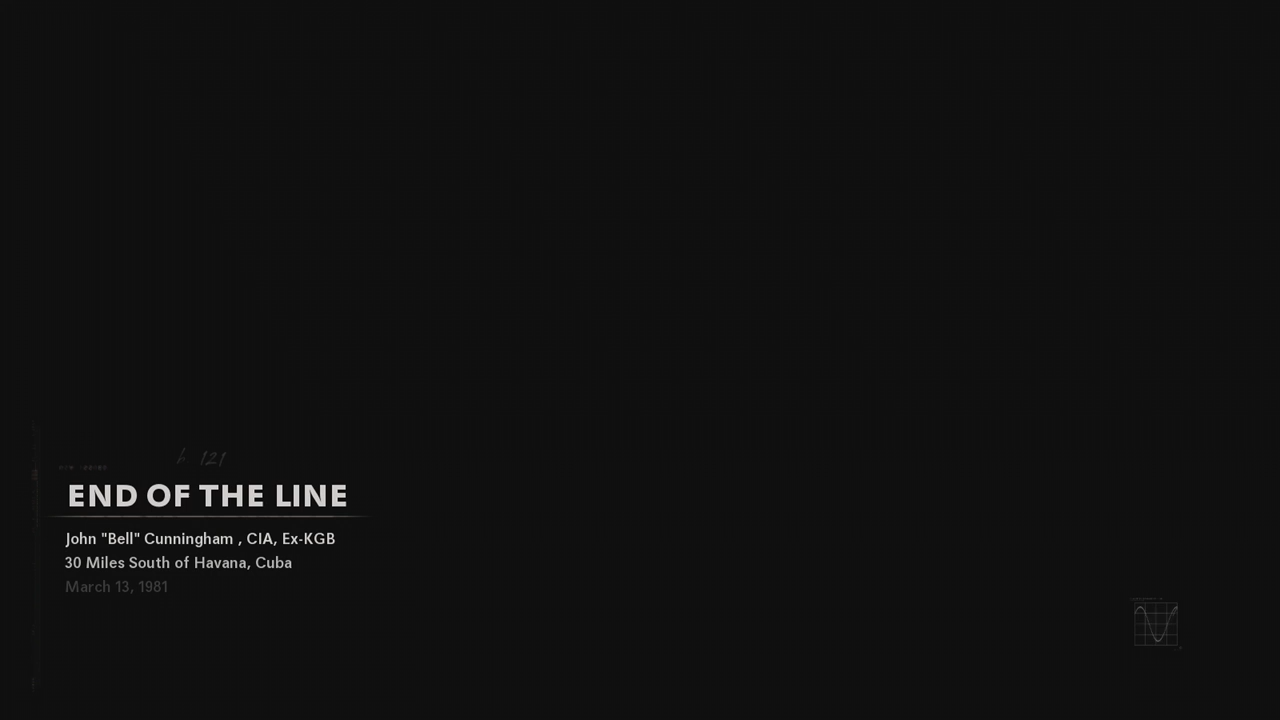 h 121
END OF THE LINE
John "Bell" Cunningham , CIA, Ex-KGB
30 Miles South of Havana, Cuba
March 13, 1981